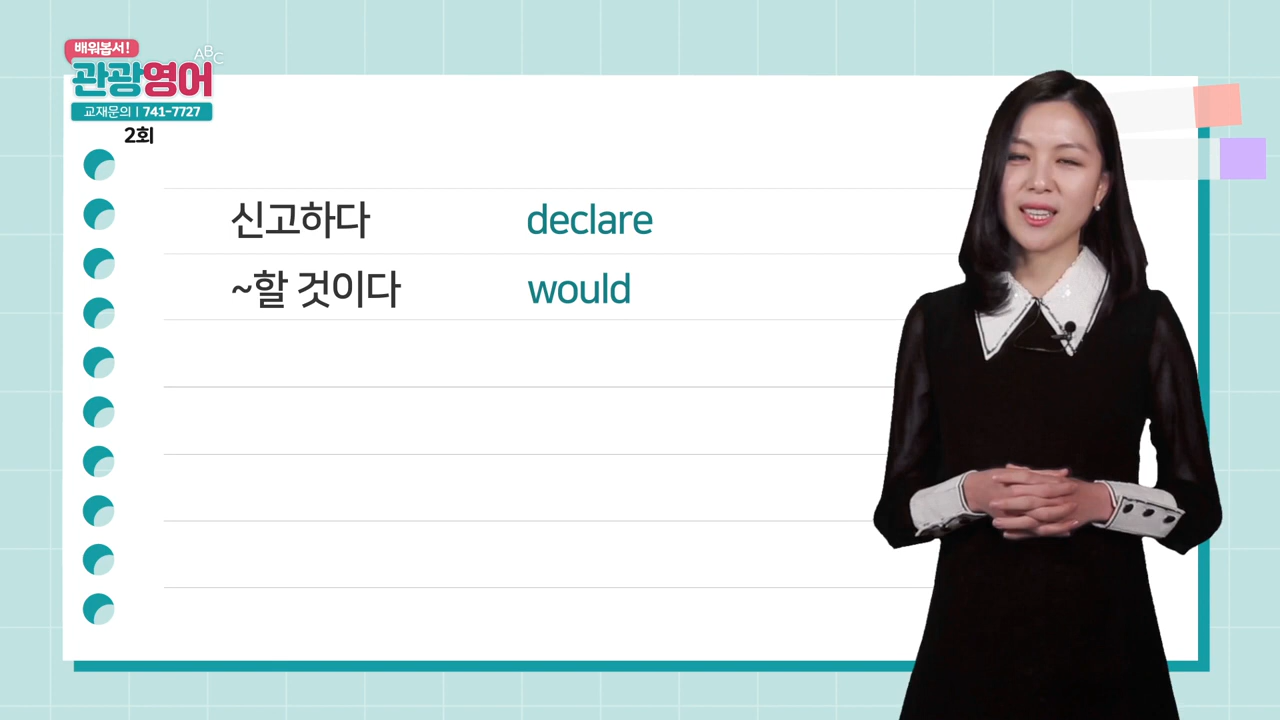 배워봅서!
ABC
관광영어
교재문의 | 741-7727
2회
신고하다 declare
~할 것이다 would